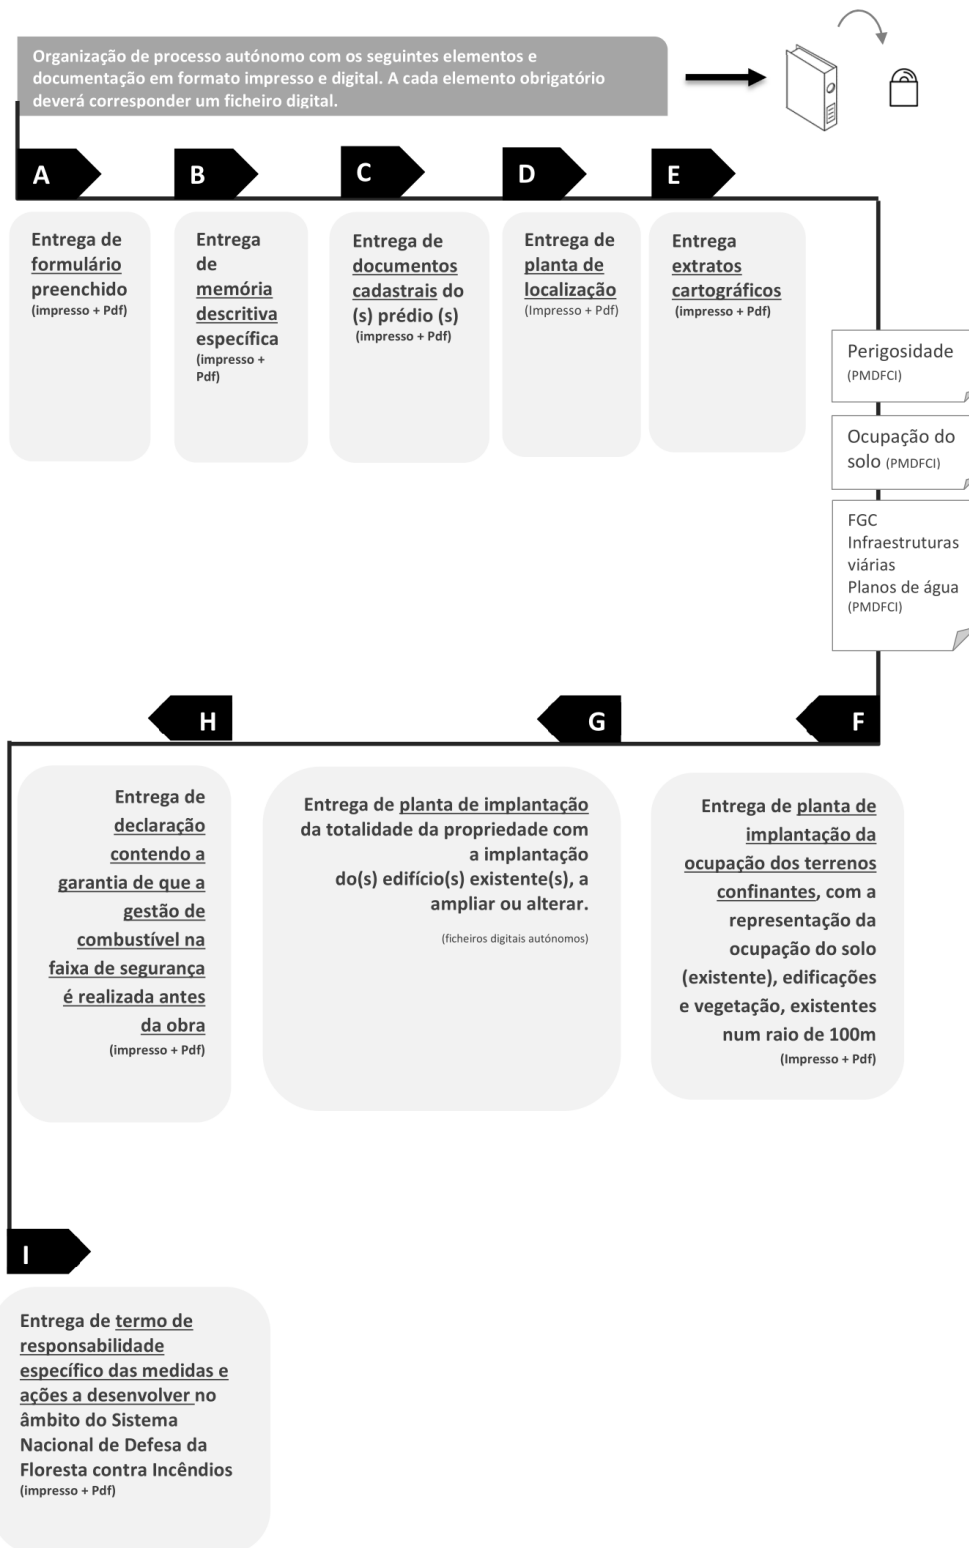 Organização de processo autónomo com os seguintes elementos e
documentação em formato impresso e digital. A cada elemento obrigatório
deverá corresponder um ficheiro digital.
A
B
C
D
E
Entrega de
formulário
preenchido
(impresso + Pdf)
Entrega
de
memória
descritiva
específica
(impresso +
Pdf)
Entrega de
documentos
cadastrais do
(s) prédio (s)
(impresso + Pdf)
Entrega de
planta de
localização
(Impresso + Pdf)
Entrega
extratos
cartográficos
(impresso + Pdf)
Perigosidade
(PMDFCI)
Ocupação do
solo (PMDFCI)
FGC
Infraestruturas
viárias
Planos de água
(PMDFCI)
F
G
H
Entrega de planta de
implantação da
ocupação dos terrenos
confinantes, com a
representação da
ocupação do solo
(existente), edificações
e vegetação, existentes
num raio de 100m
(Impresso + Pdf)
Entrega de planta de implantação
da totalidade da propriedade com
a implantação
do(s) edifício(s) existente(s), a
ampliar ou alterar.
(ficheiros digitais autónomos)
Entrega de
declaração
contendo a
garantia de que a
gestão de
combustível na
faixa de segurança
é realizada antes
da obra
(impresso + Pdf)
I
Entrega de termo de
responsabilidade
específico das medidas e
ações a desenvolver no
âmbito do Sistema
Nacional de Defesa da
Floresta contra Incêndios
(impresso + Pdf)